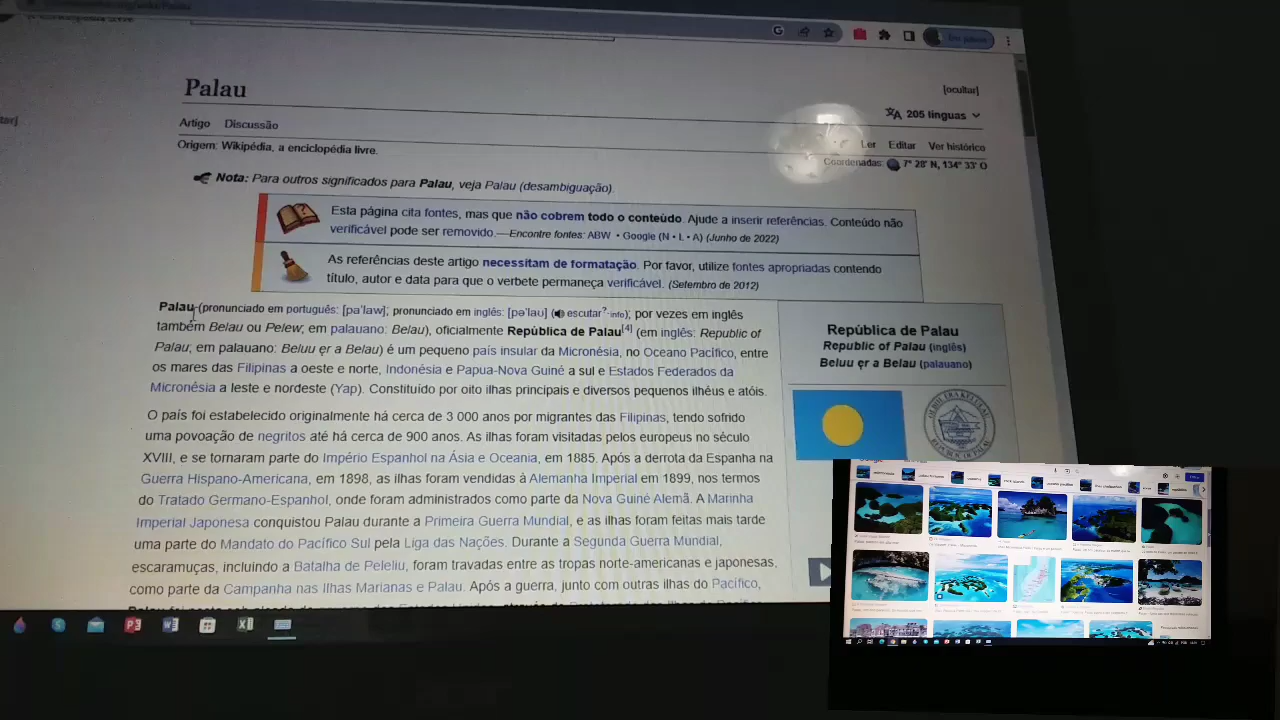 Palau
[ocultar]
205 línguas
Artigo Discussão
Ler Editar Ver histórico
Origem: Wikipédia, a enciclopédia livre.
Coordenadas: 7° 28' N, 134° 33' O
Nota: Para outros significados para Palau, veja Palau (desambiguação).
Esta página cita fontes, mas que não cobrem todo o conteúdo. Ajude a inserir referências. Conteúdo não
verificável pode ser removido.—Encontre fontes: ABW • Google (N • L • A) (Junho de 2022)
As referências deste artigo necessitam de formatação. Por favor, utilize fontes apropriadas contendo
título, autor e data para que o verbete permaneça verificável. (Setembro de 2012)
Palau (pronunciado em português: [pa'law]; pronunciado em inglês: [pə'laʊ] (escutar?·info); por vezes em inglês
também Belau ou Pelew; em palauano: Belau), oficialmente República de Palau[4] (em inglês: Republic of
Palau; em palauano: Beluu ęr a Belau) é um pequeno país insular da Micronésia, no Oceano Pacífico, entre
os mares das Filipinas a oeste e norte, Indonésia e Papua-Nova Guiné a sul e Estados Federados da
Micronésia a leste e nordeste (Yap). Constituído por oito ilhas principais e diversos pequenos ilhéus e atóis.
República de Palau
Republic of Palau (inglês)
Beluu ęr a Belau (palauano)
O país foi estabelecido originalmente há cerca de 3 000 anos por migrantes das Filipinas, tendo sofrido
uma povoação de negritos até há cerca de 900 anos. As ilhas foram visitadas pelos europeus no século
XVIII, e se tornaram parte do Império Espanhol na Ásia e Oceania, em 1885. Após a derrota da Espanha na
Guerra Hispano-Americana, em 1898, as ilhas foram vendidas à Alemanha Imperial em 1899, nos termos
do Tratado Germano-Espanhol, onde foram administrados como parte da Nova Guiné Alemã. A Marinha
Imperial Japonesa conquistou Palau durante a Primeira Guerra Mundial, e as ilhas foram feitas mais tarde
uma parte do Mandato do Pacífico Sul pela Liga das Nações. Durante a Segunda Guerra Mundial,
escaramuças, incluindo a Batalha de Peleliu, foram travadas entre as tropas norte-americanas e japonesas,
como parte da Campanha nas Ilhas Marianas e Palau. Após a guerra, junto com outras ilhas do Pacífico,